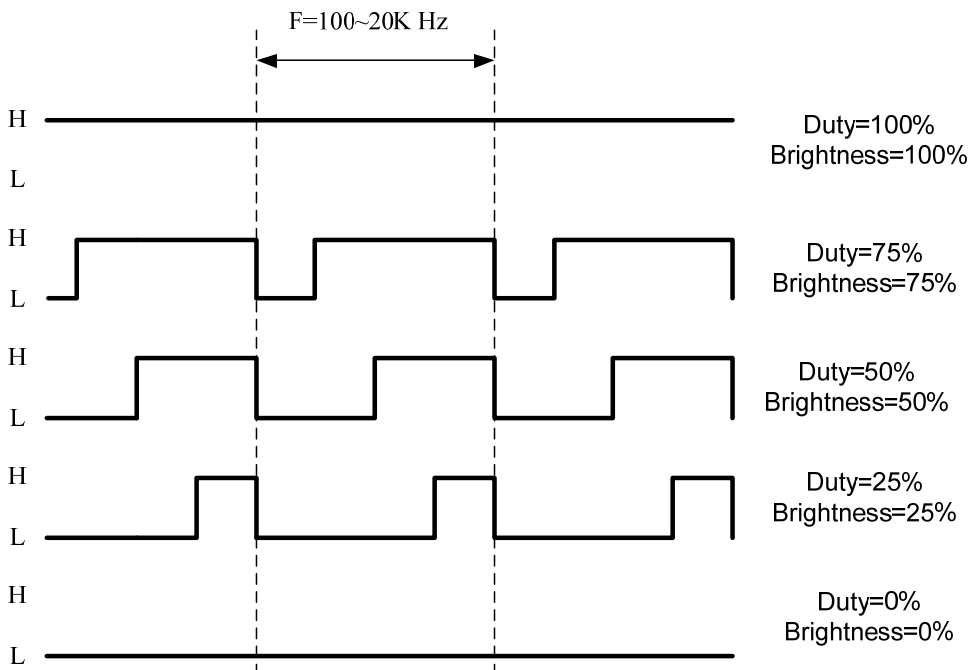 F=100~20K Hz
H
Duty=100%
Brightness=100%
L
H
Duty=75%
Brightness=75%
L
H
Duty=50%
Brightness=50%
L
H
Duty=25%
Brightness=25%
L
H
Duty=0%
Brightness=0%
L